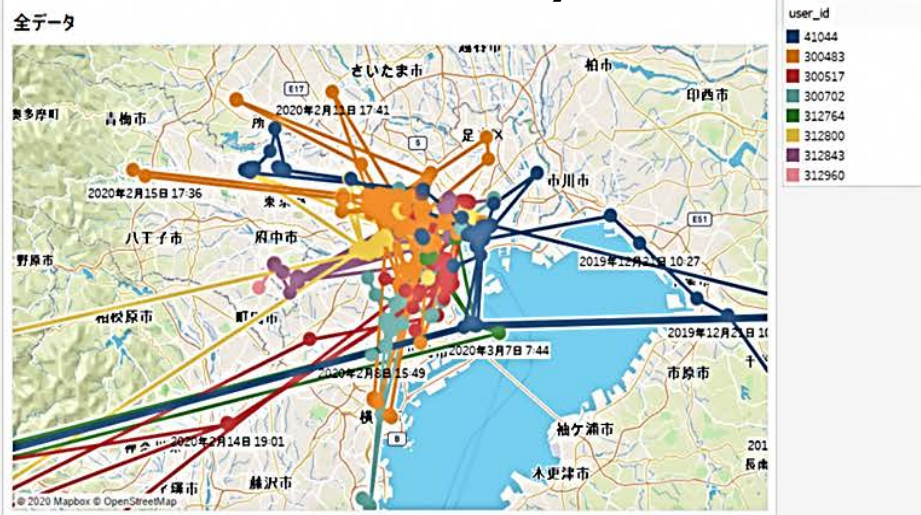 全データ
user_id
41044
300483
300517
300702
312764
312800
312843
312960
さいたま市
柏市
E17
印西市
2020年2月11日 17:41
青梅市
所
足
5
2020年2月15日 17:36
市川市
E51
八王子市
府中市
野原市
2019年12月21日 10:27
相模原市
2019年12月21日 10
2020年3月7日 7:44
市原市
2020年2月8日 15:49
横
袖ケ浦市
2020年2月14日 19:01
6
201
藤沢市
木更津市
© 2020 Mapbox © OpenStreetMap